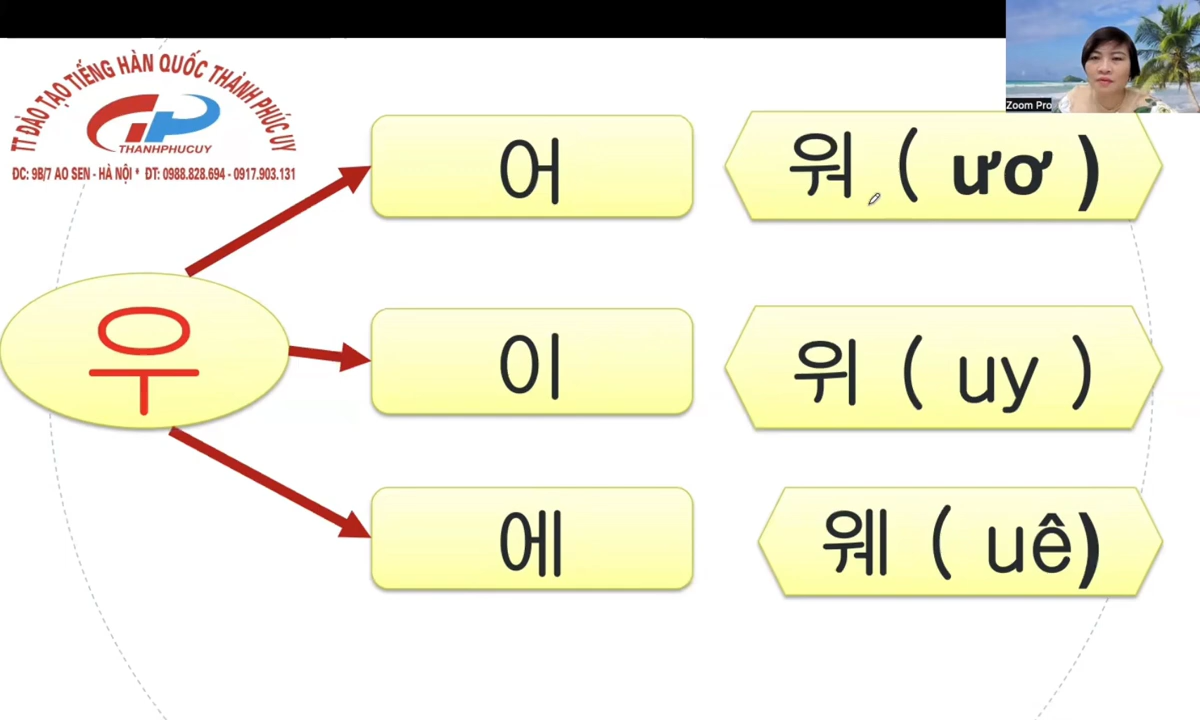 TT ĐÀO TẠO TIẾNG HÀN QUỐC THÀNH PHÚC UY
THANHPHUCUY
ĐC: 9B/7 AO SEN - HÀ NỘI * ĐT: 0988.828.694 - 0917.903.131
Zoom Pro
우
어
워 ( ươ )
이
위 ( uy )
에
웨 ( uê)